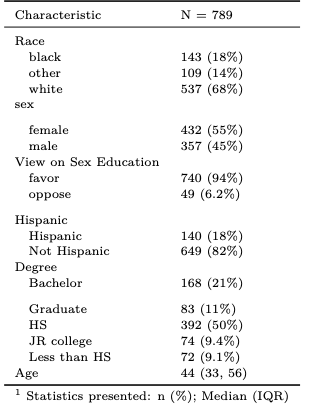 Characteristic N = 789
Race
black 143 (18%)
other 109 (14%)
white 537 (68%)
sex
female 432 (55%)
male 357 (45%)
View on Sex Education
favor 740 (94%)
oppose 49 (6.2%)
Hispanic
Hispanic 140 (18%)
Not Hispanic 649 (82%)
Degree
Bachelor 168 (21%)
Graduate 83 (11%)
HS 392 (50%)
JR college 74 (9.4%)
Less than HS 72 (9.1%)
Age 44 (33, 56)
1 Statistics presented: n (%); Median (IQR)